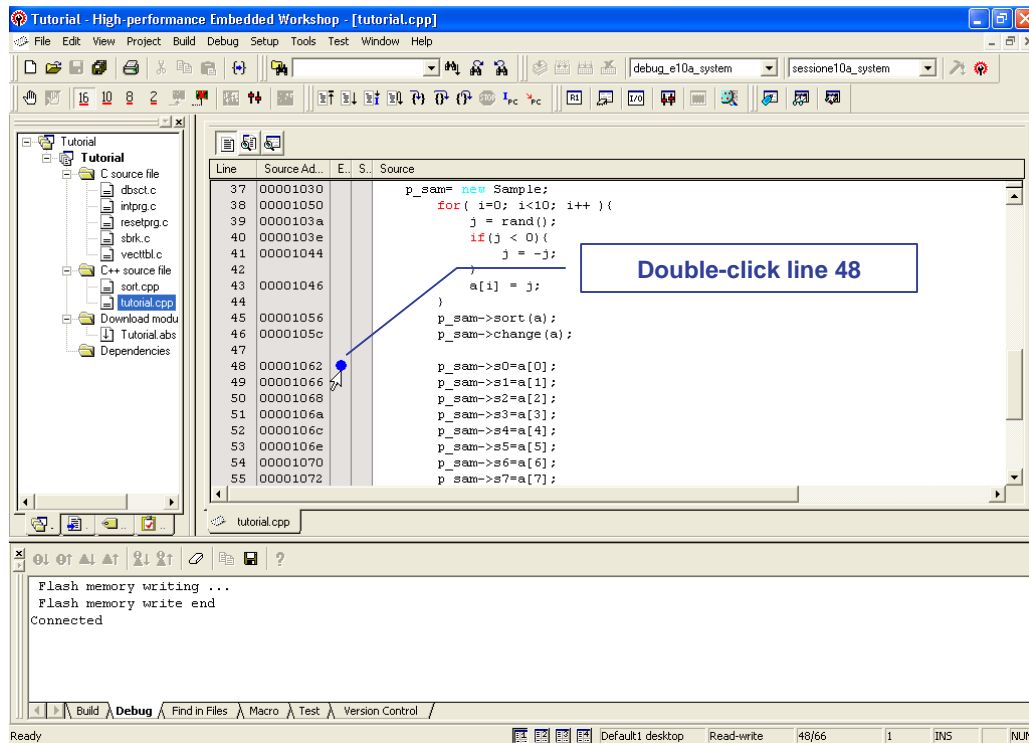 Tutorial - High-performance Embedded Workshop - [tutorial.cpp]
File Edit View Project Build Debug Setup Tools Test Window Help
debug_e10a_system sessione10a_system
16 10 8 2
Tutorial
Tutorial
C source file
dbsct.c
intprg.c
resetprg.c
sbrk.c
vecttbl.c
C++ source file
sort.cpp
tutorial.cpp
Download modu
Tutorial.abs
Dependencies
Line Source Ad... E.. S.. Source
37 00001030 p_sam= new Sample;
38 00001050 for( i=0; i<10; i++ ){
39 0000103a j = rand();
40 0000103e if(j < 0){
41 00001044 j = -j;
42 }
43 00001046 a[i] = j;
44 }
45 00001056 p_sam->sort(a);
46 0000105c p_sam->change(a);
47
48 00001062 p_sam->s0=a[0];
49 00001066 p_sam->s1=a[1];
50 00001068 p_sam->s2=a[2];
51 0000106a p_sam->s3=a[3];
52 0000106c p_sam->s4=a[4];
53 0000106e p_sam->s5=a[5];
54 00001070 p_sam->s6=a[6];
55 00001072 p_sam->s7=a[7];
Double-click line 48
tutorial.cpp
Flash memory writing ...
Flash memory write end
Connected
Build Debug Find in Files Macro Test Version Control
Ready Default1 desktop Read-write 48/66 1 INS NUM